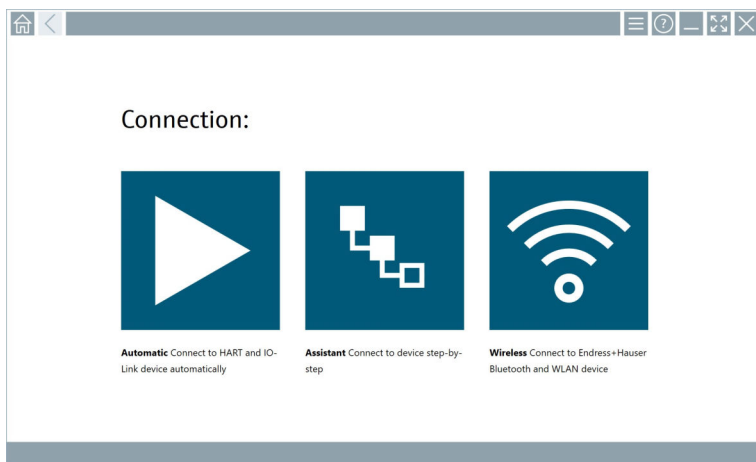 Connection:
Automatic Connect to HART and IO-
Link device automatically
Assistant Connect to device step-by-
step
Wireless Connect to Endress+Hauser
Bluetooth and WLAN device